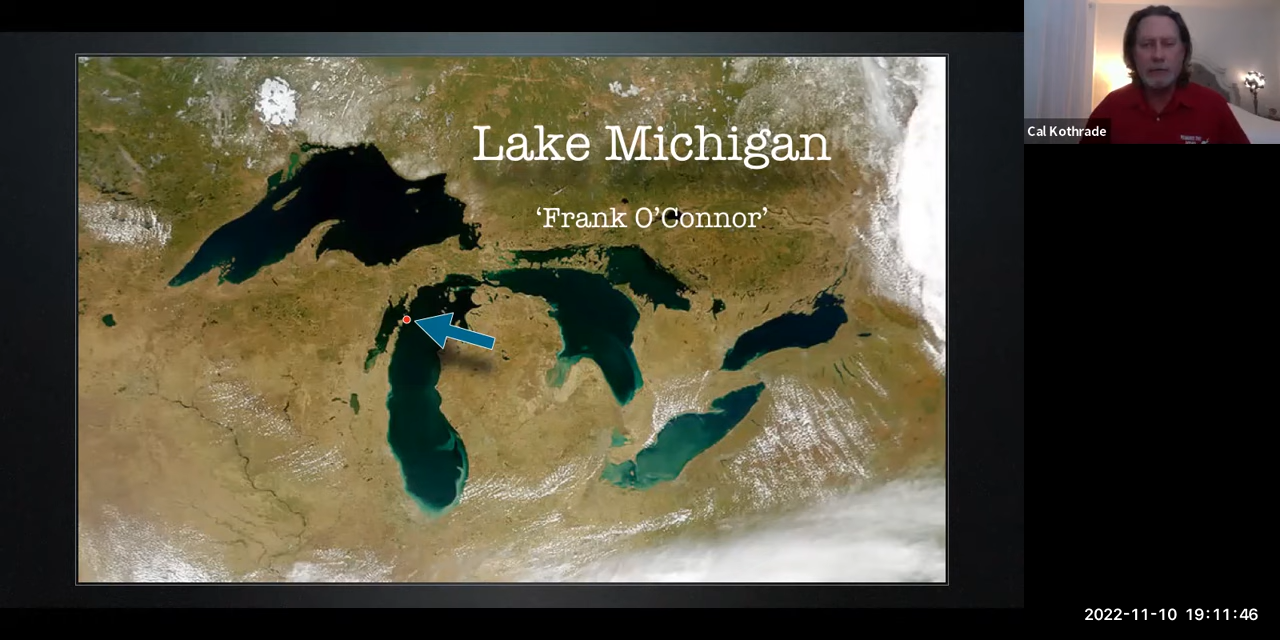 Lake Michigan
‘Frank O’Connor’
Cal Kothrade
2022-11-10 19:11:46